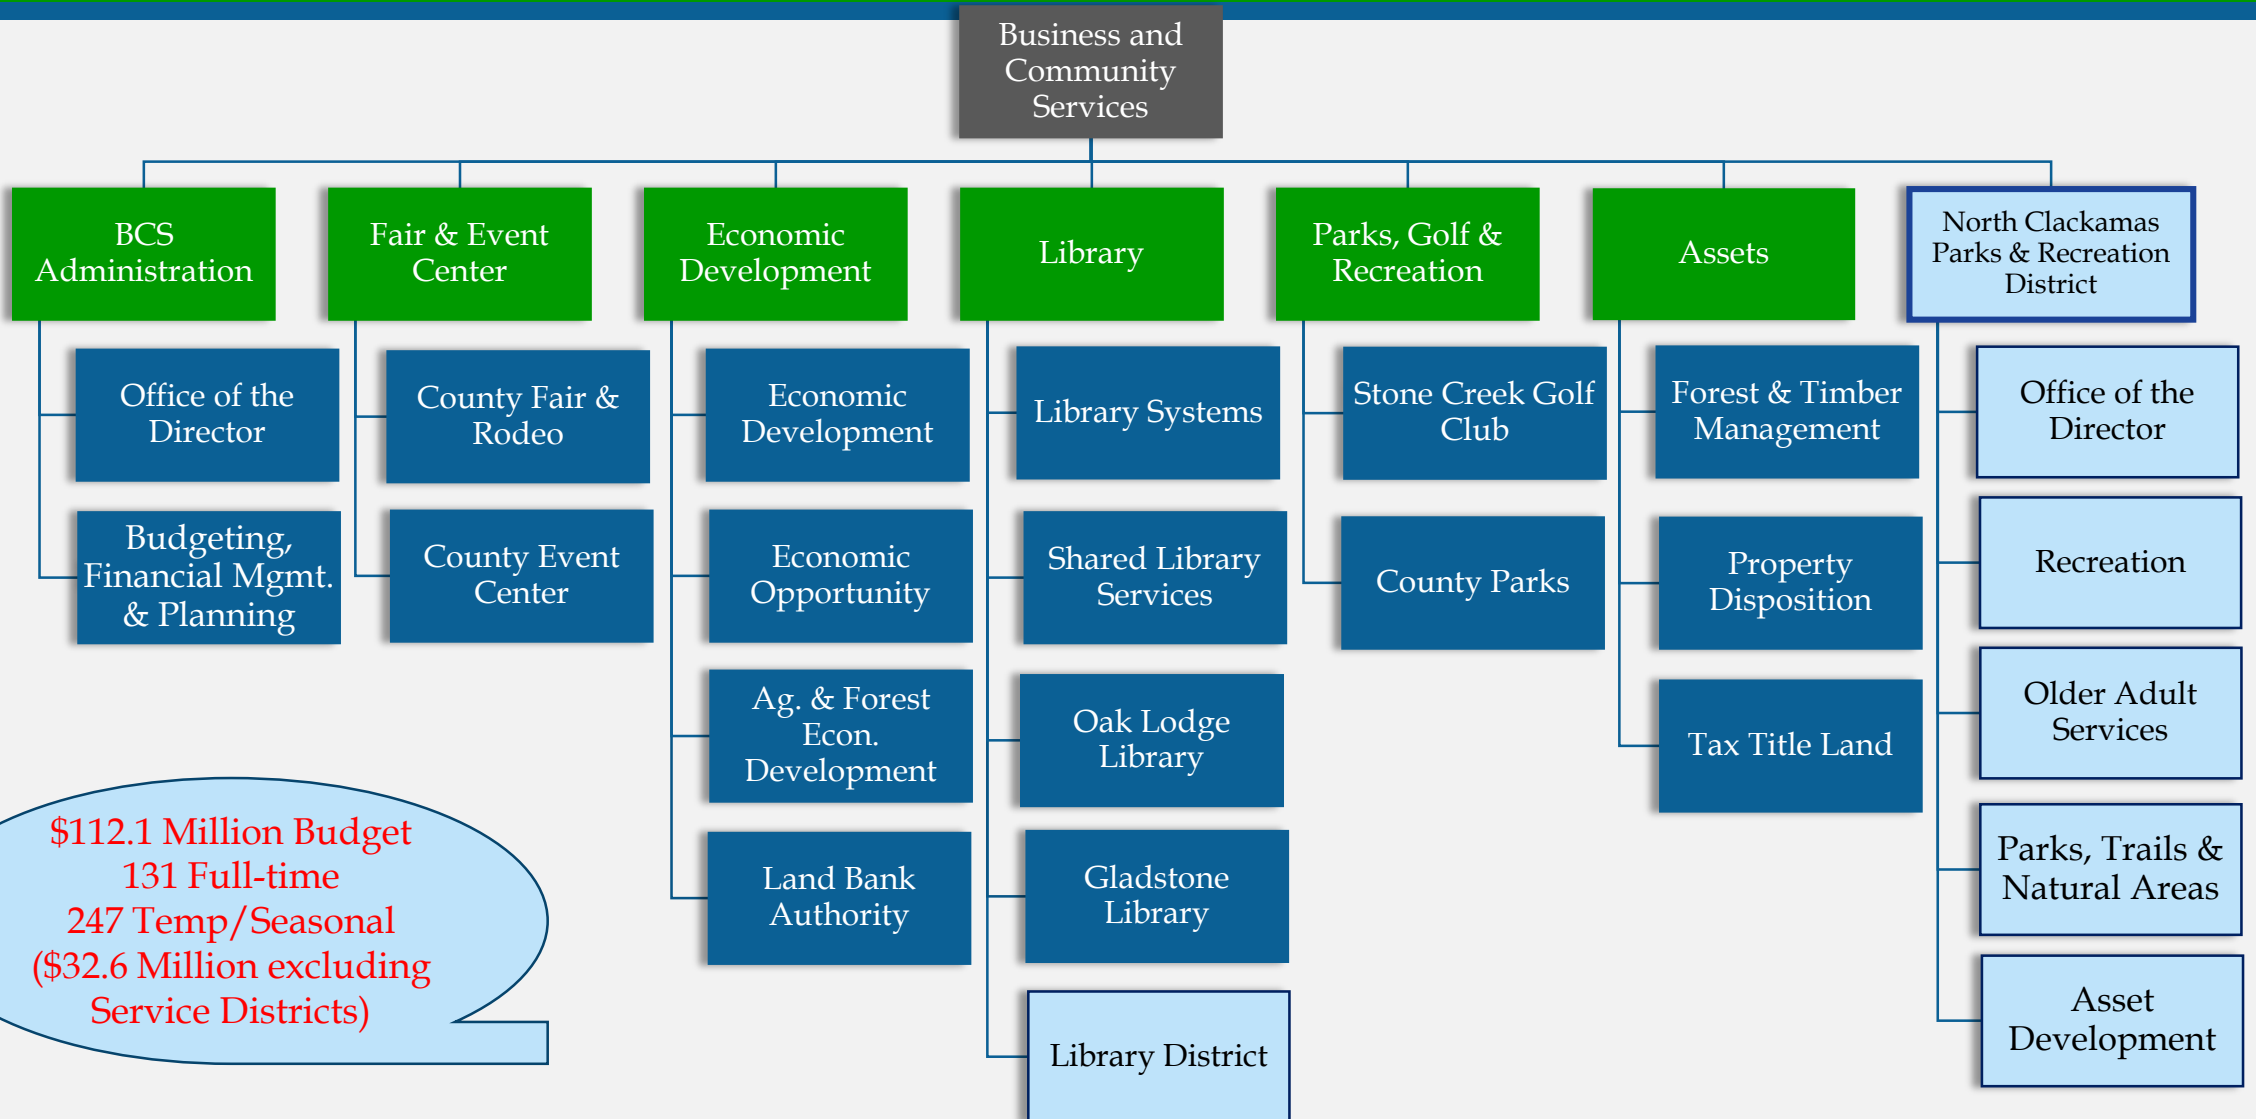 Business and
Community
Services
BCS
Administration
Office of the
Director
Budgeting,
Financial Mgmt.
& Planning
Fair & Event
Center
County Fair &
Rodeo
County Event
Center
Economic
Development
Economic
Development
Economic
Opportunity
Ag. & Forest
Econ.
Development
Land Bank
Authority
Library
Library Systems
Shared Library
Services
Oak Lodge
Library
Gladstone
Library
Library District
Parks, Golf &
Recreation
Stone Creek Golf
Club
County Parks
Assets
Forest & Timber
Management
Property
Disposition
Tax Title Land
North Clackamas
Parks & Recreation
District
Office of the
Director
Recreation
Older Adult
Services
Parks, Trails &
Natural Areas
Asset
Development
$112.1 Million Budget
131 Full-time
247 Temp/Seasonal
($32.6 Million excluding
Service Districts)